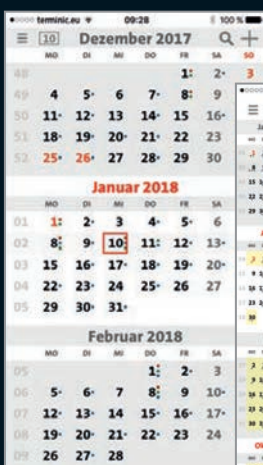 terminic.eu 09:28 100 %
10 Dezember 2017
MO DI MI DO FR SA SO
48 1 2 3
49 4 5 6 7 8 9
50 11 12 13 14 15 16
51 18 19 20 21 22 23
52 25 26 27 28 29 30
Januar 2018
01 1 2 3 4 5 6
02 8 9 10 11 12 13
03 15 16 17 18 19 20
04 22 23 24 25 26 27
05 29 30 31
Februar 2018
MO DI MI DO FR SA
05 1 2 3
06 5 6 7 8 9 10
07 12 13 14 15 16 17
08 19 20 21 22 23 24
09 26 27 28